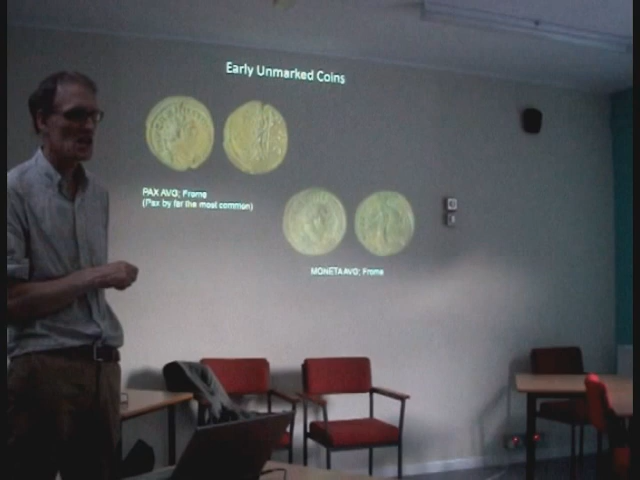 Early Unmarked Coins
PAX AVG; Frome
(Pax by far the most common)
MONETA AVG; Frome